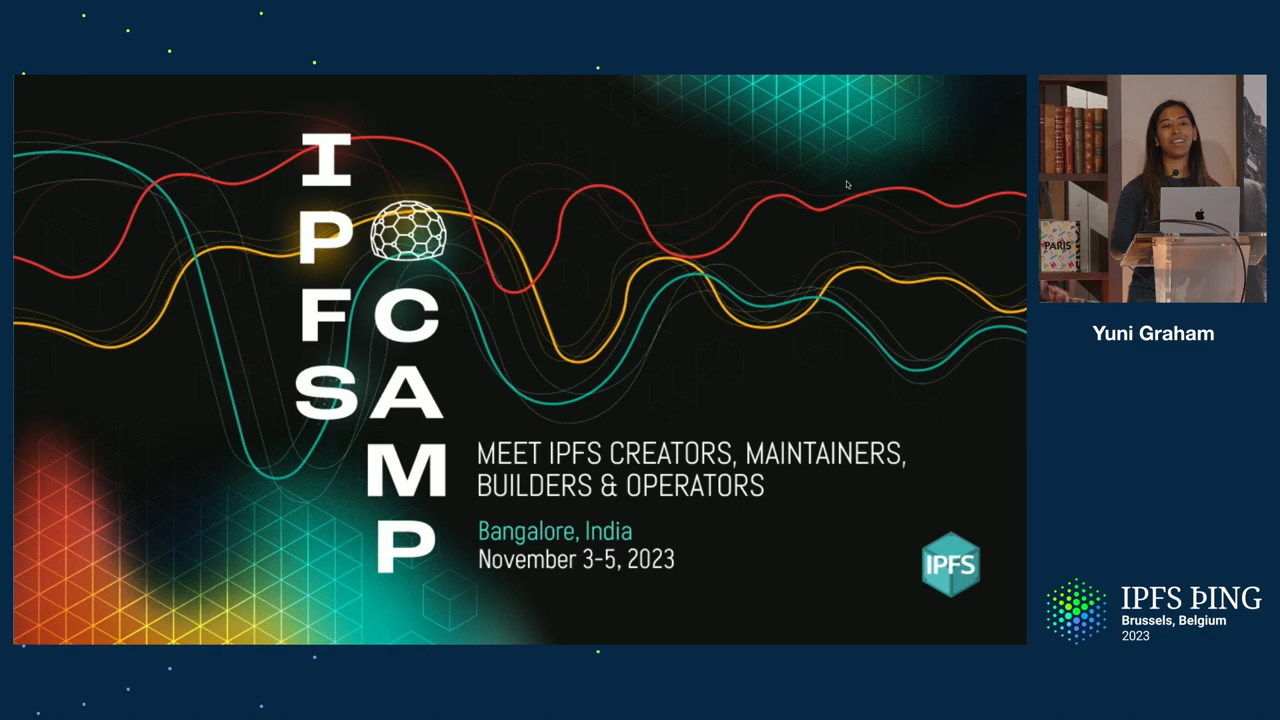 IPFS
CAMP
MEET IPFS CREATORS, MAINTAINERS,
BUILDERS & OPERATORS
Bangalore, India
November 3-5, 2023
IPFS
PARIS
Yuni Graham
IPFS ÞING
Brussels, Belgium
2023